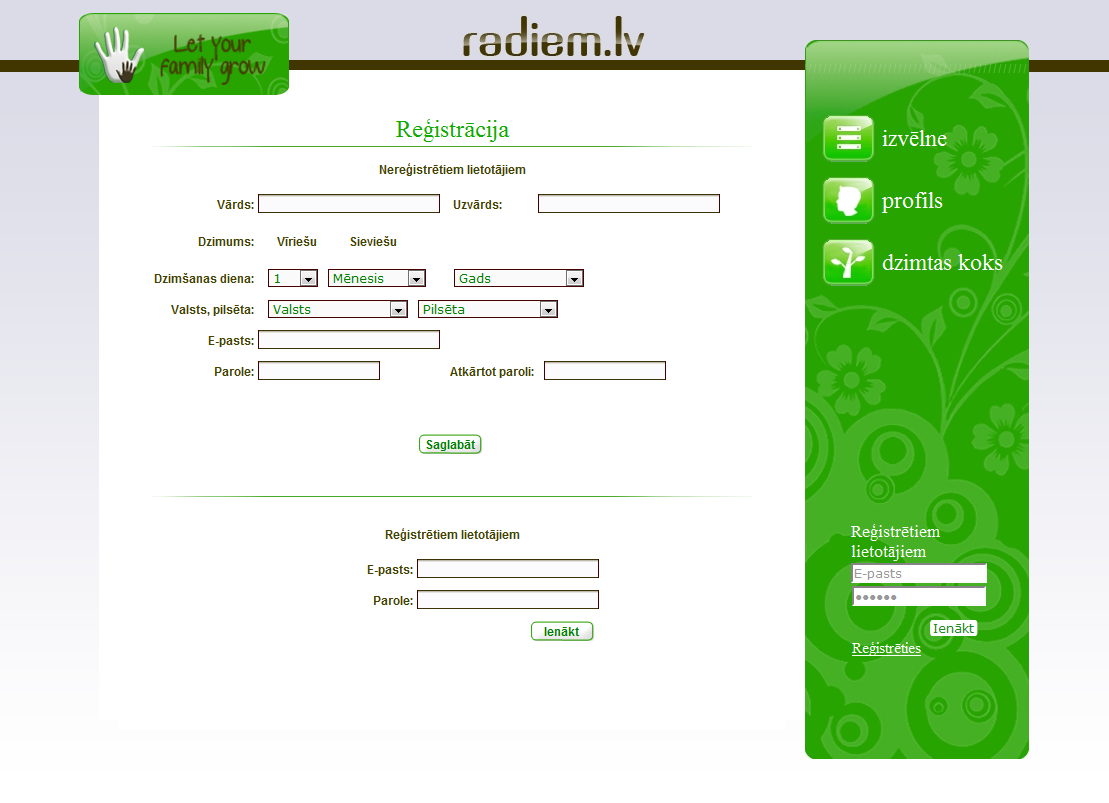 Let Your
family grow
radiem.lv
Reģistrācija
Nereģistrētiem lietotājiem
Vārds:
Uzvārds:
Dzimums: Vīriešu Sieviešu
Dzimšanas diena: 1 Mēnesis Gads
Valsts, pilsēta: Valsts Pilsēta
E-pasts:
Parole: Atkārtot paroli:
Saglabāt
Reģistrētiem lietotājiem
E-pasts:
Parole:
Ienākt
izvēlne
profils
dzimtas koks
Reģistrētiem
lietotājiem
E-pasts
••••••
Ienākt
Reģistrēties